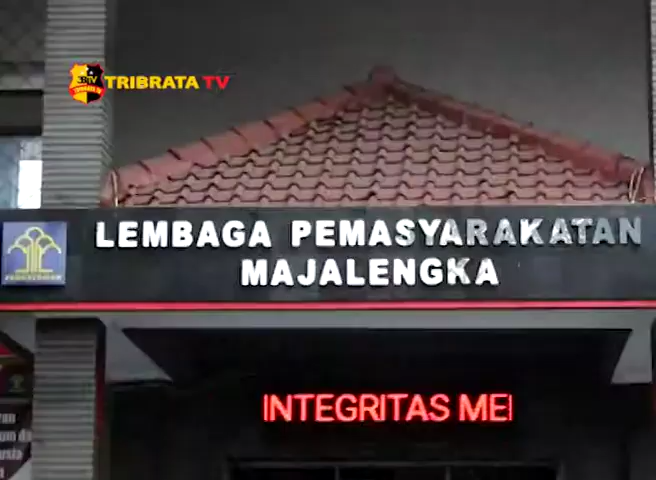 TRIBRATA TV
LEMBAGA PEMASYARAKATAN
MAJALENGKA
INTEGRITAS ME